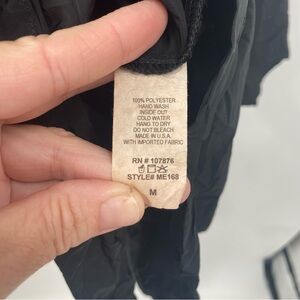 100% POLYESTER
HAND WASH
INSIDE OUT
COLD WATER
HANG TO DRY
DO NOT BLEACH
MADE IN U.S.A.
WITH IMPORTED FABRIC
RN # 107876
STYLE# ME168
M